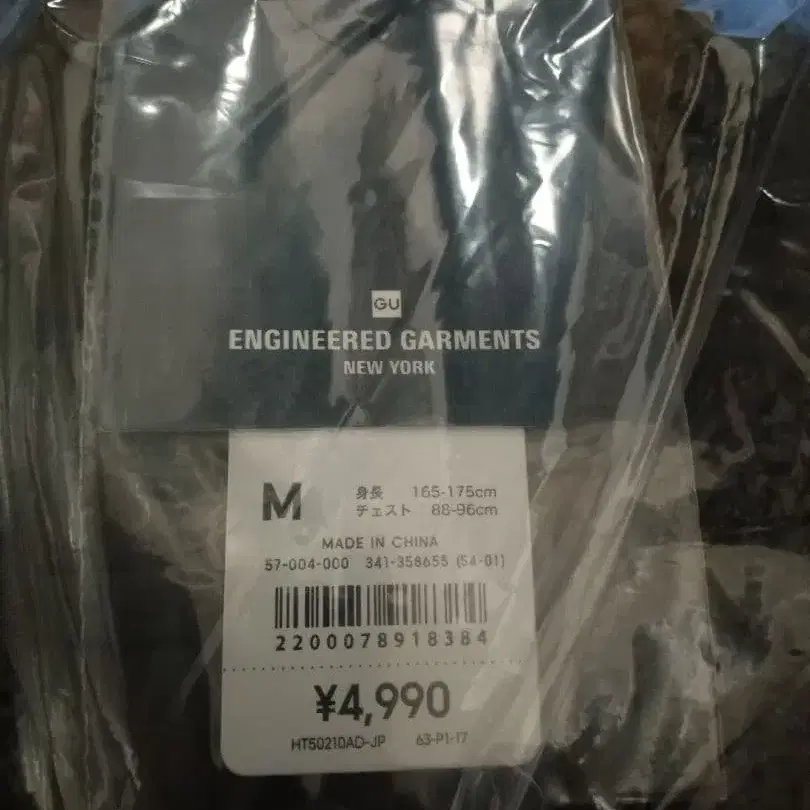 GU
ENGINEERED GARMENTS
NEW YORK
M
身長 165-175cm
チェスト 88-96cm
MADE IN CHINA
57-004-000 341-358655 (54-01)
2200078918384
¥4,990
HT50210AD-JP 63-P1-17